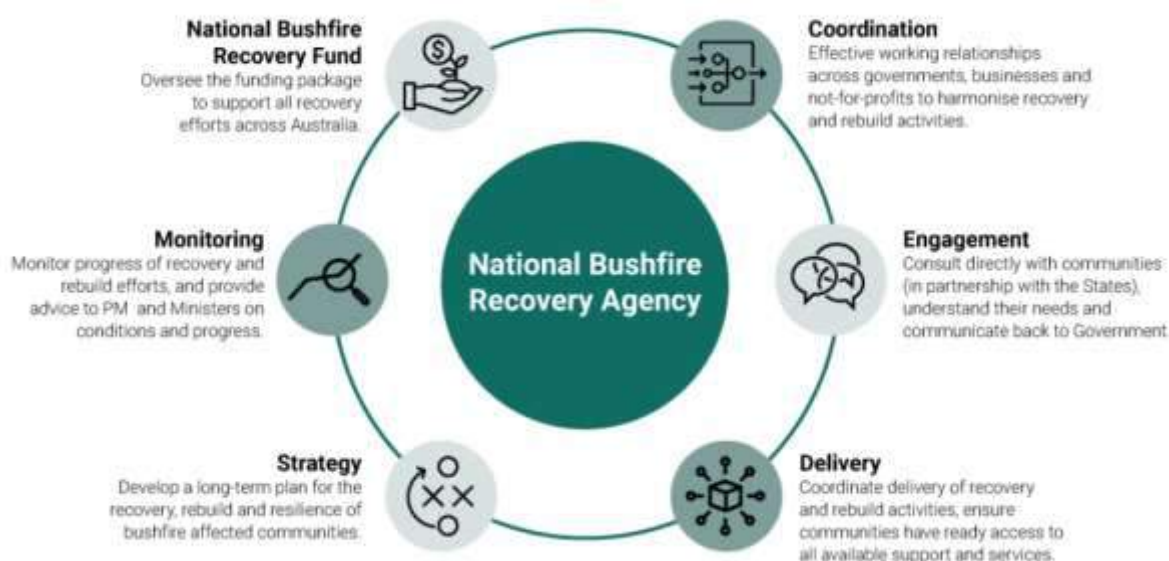 National Bushfire
Recovery Fund
Oversee the funding package
to support all recovery
efforts across Australia.
Coordination
Effective working relationships
across governments, businesses and
not-for-profits to harmonise recovery
and rebuild activities.
Monitoring
Monitor progress of recovery and
rebuild efforts, and provide
advice to PM and Ministers on
conditions and progress.
National Bushfire
Recovery Agency
Engagement
Consult directly with communities
(in partnership with the States),
understand their needs and
communicate back to Government
Strategy
Develop a long-term plan for the
recovery, rebuild and resilience of
bushfire affected communities.
Delivery
Coordinate delivery of recovery
and rebuild activities, ensure
communities have ready access to
all available support and services.